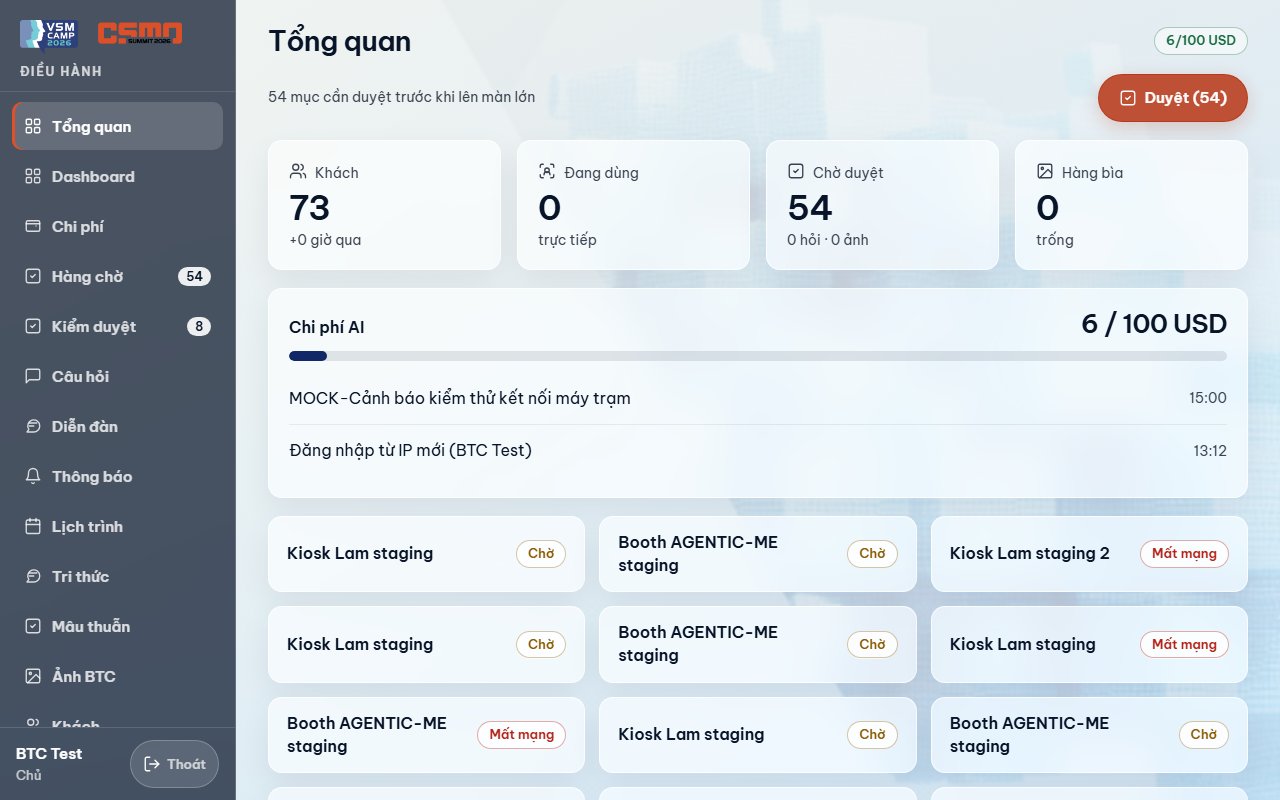 VSM
CAMP
2026
CSMO
SUMMIT 2026
ĐIỀU HÀNH
Tổng quan
Dashboard
Chi phí
Hàng chờ
54
Kiểm duyệt
8
Câu hỏi
Diễn đàn
Thông báo
Lịch trình
Tri thức
Mâu thuẫn
Ảnh BTC
Khách
BTC Test
Chủ
Thoát
Tổng quan
6/100 USD
54 mục cần duyệt trước khi lên màn lớn
Duyệt (54)
Khách
73
+0 giờ qua
Đang dùng
0
trực tiếp
Chờ duyệt
54
0 hỏi · 0 ảnh
Hàng bìa
0
trống
Chi phí AI
6 / 100 USD
MOCK-Cảnh báo kiểm thử kết nối máy trạm
15:00
Đăng nhập từ IP mới (BTC Test)
13:12
Kiosk Lam staging
Chờ
Booth AGENTIC-ME
staging
Chờ
Kiosk Lam staging 2
Mất mạng
Kiosk Lam staging
Chờ
Booth AGENTIC-ME
staging
Chờ
Kiosk Lam staging
Mất mạng
Booth AGENTIC-ME
staging
Mất mạng
Kiosk Lam staging
Chờ
Booth AGENTIC-ME
staging
Chờ